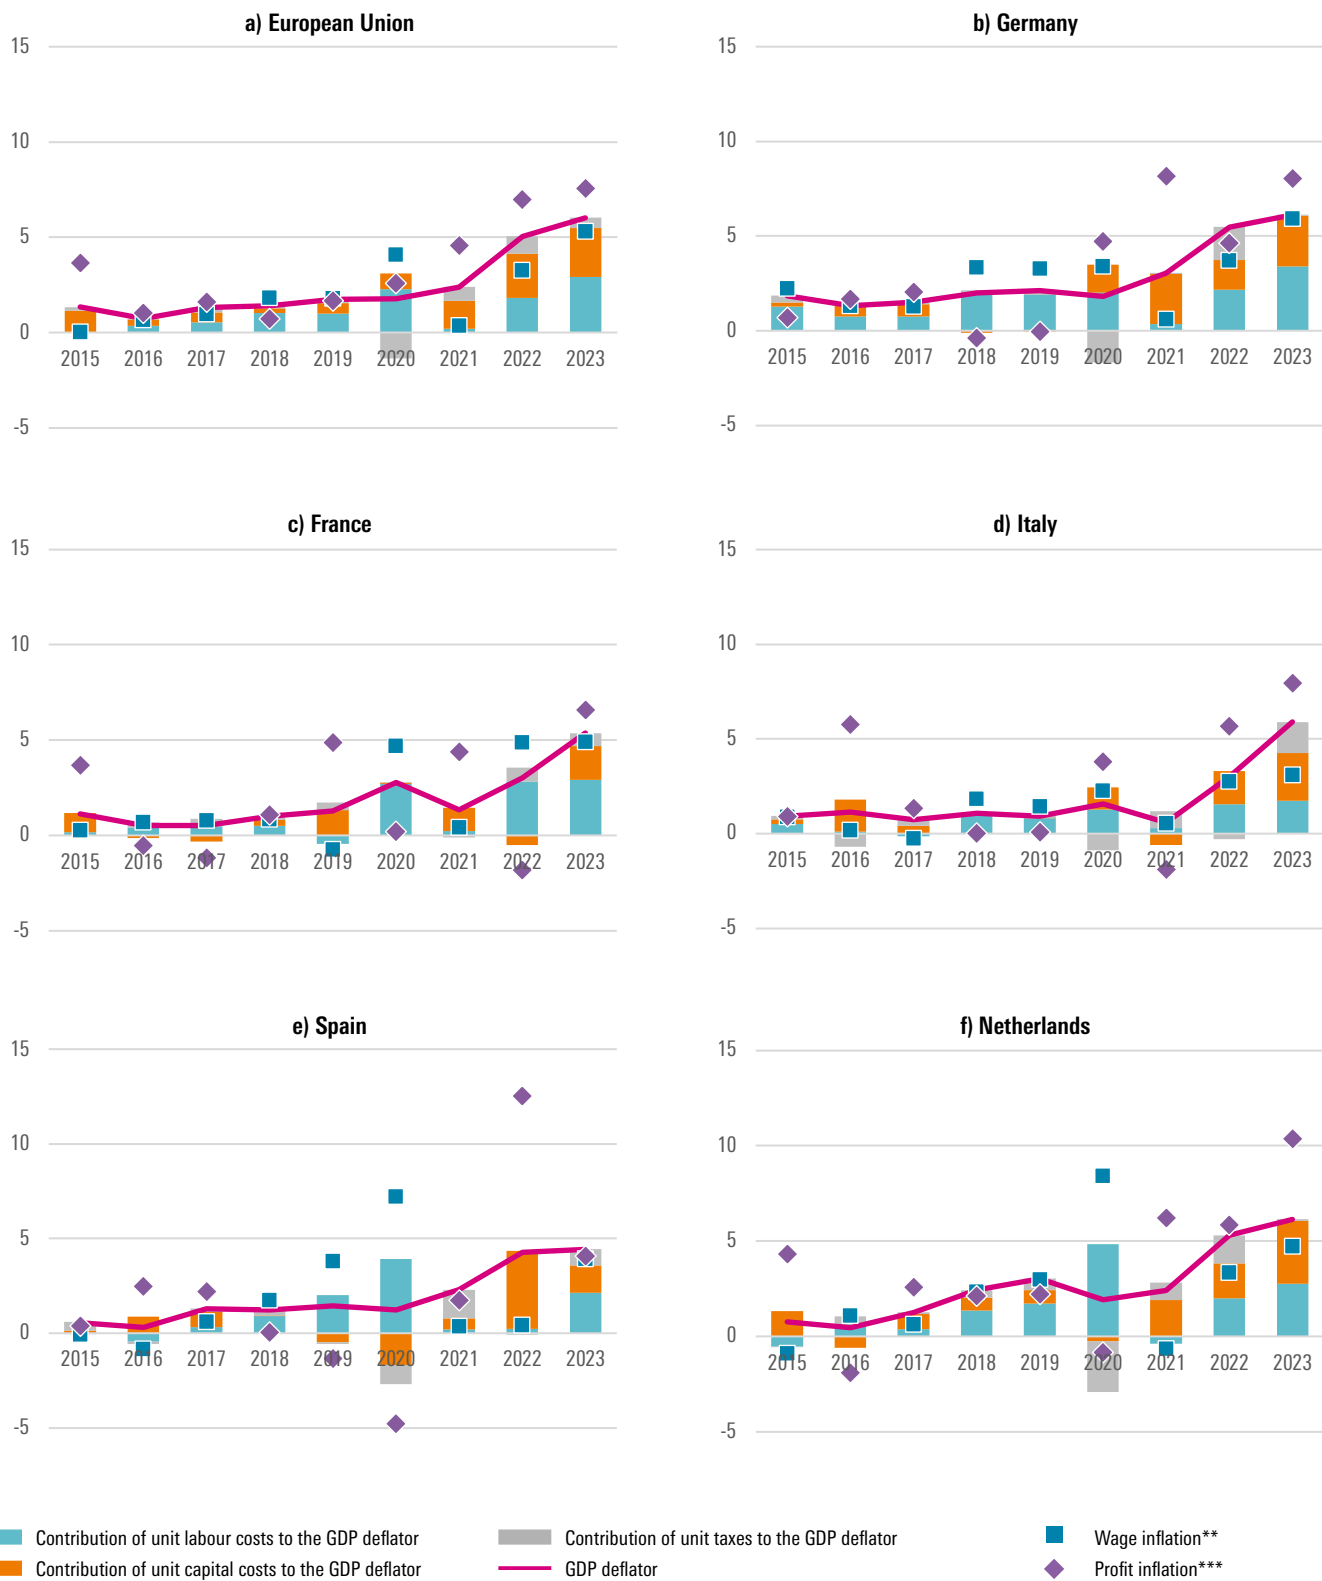 a) European Union
15
10
5
0
-5
2015 2016 2017 2018 2019 2020 2021 2022 2023
b) Germany
15
10
5
0
-5
2015 2016 2017 2018 2019 2020 2021 2022 2023
c) France
15
10
5
0
-5
2015 2016 2017 2018 2019 2020 2021 2022 2023
d) Italy
15
10
5
0
-5
2015 2016 2017 2018 2019 2020 2021 2022 2023
e) Spain
15
10
5
0
-5
2015 2016 2017 2018 2019 2020 2021 2022 2023
f) Netherlands
15
10
5
0
-5
2015 2016 2017 2018 2019 2020 2021 2022 2023
Contribution of unit labour costs to the GDP deflator
Contribution of unit taxes to the GDP deflator
Wage inflation**
Contribution of unit capital costs to the GDP deflator
GDP deflator
Profit inflation***